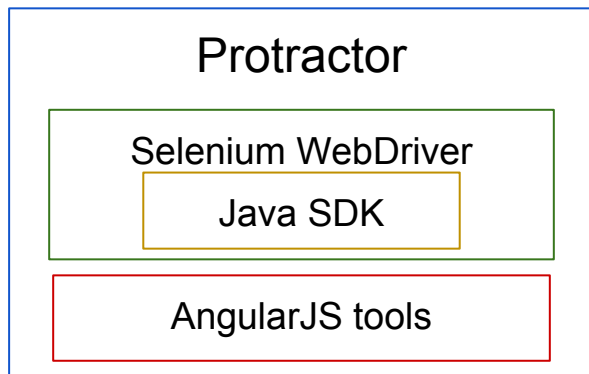 Protractor
Selenium WebDriver
Java SDK
AngularJS tools